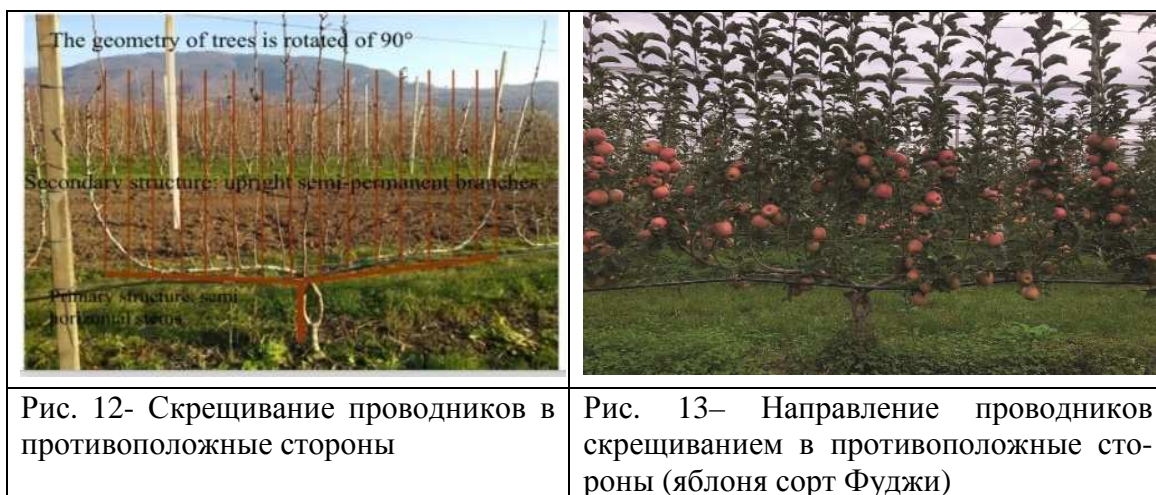 The geometry of trees is rotated of 90°
Secondary structure: upright semi-permanent branches
Primary structure: semi
horizontal stems
Рис. 12- Скрещивание проводников в
противоположные стороны
Рис. 13– Направление проводников
скрещиванием в противоположные сто-
роны (яблоня сорт Фуджи)